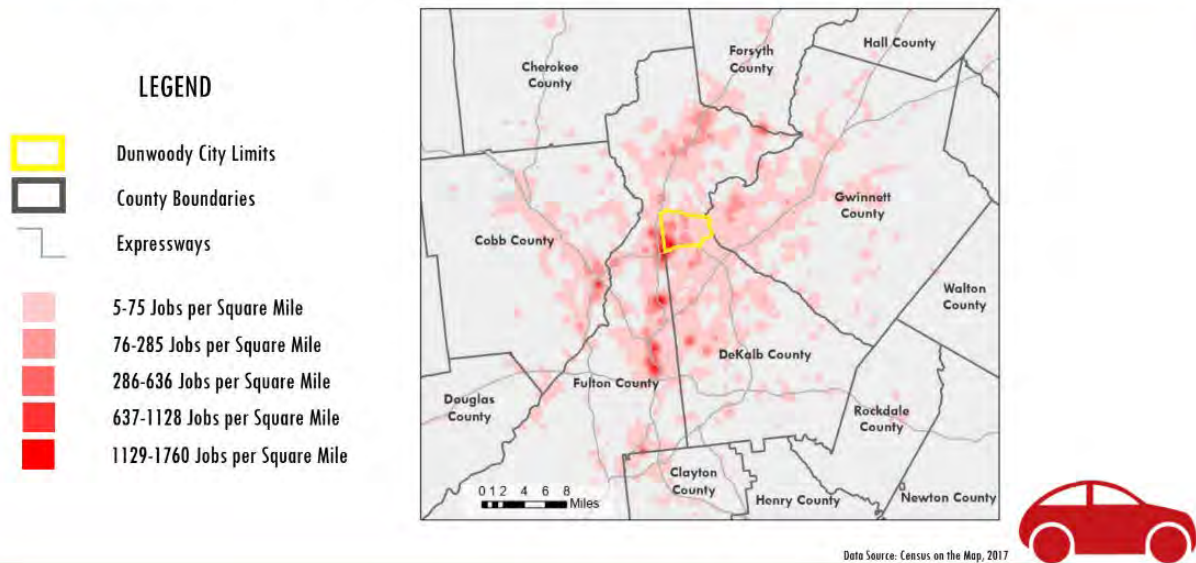 LEGEND
Dunwoody City Limits
County Boundaries
Expressways
5-75 Jobs per Square Mile
76-285 Jobs per Square Mile
286-636 Jobs per Square Mile
637-1128 Jobs per Square Mile
1129-1760 Jobs per Square Mile
Hall County
Forsyth
County
Cherokee
County
Gwinnett
County
Cobb County
Walton
County
DeKalb County
Fulton County
Douglas
County
Rockdale
County
Clayton
County
Henry County
Newton County
0 1 2 4 6 8
Miles
Data Source: Census on the Map, 2017